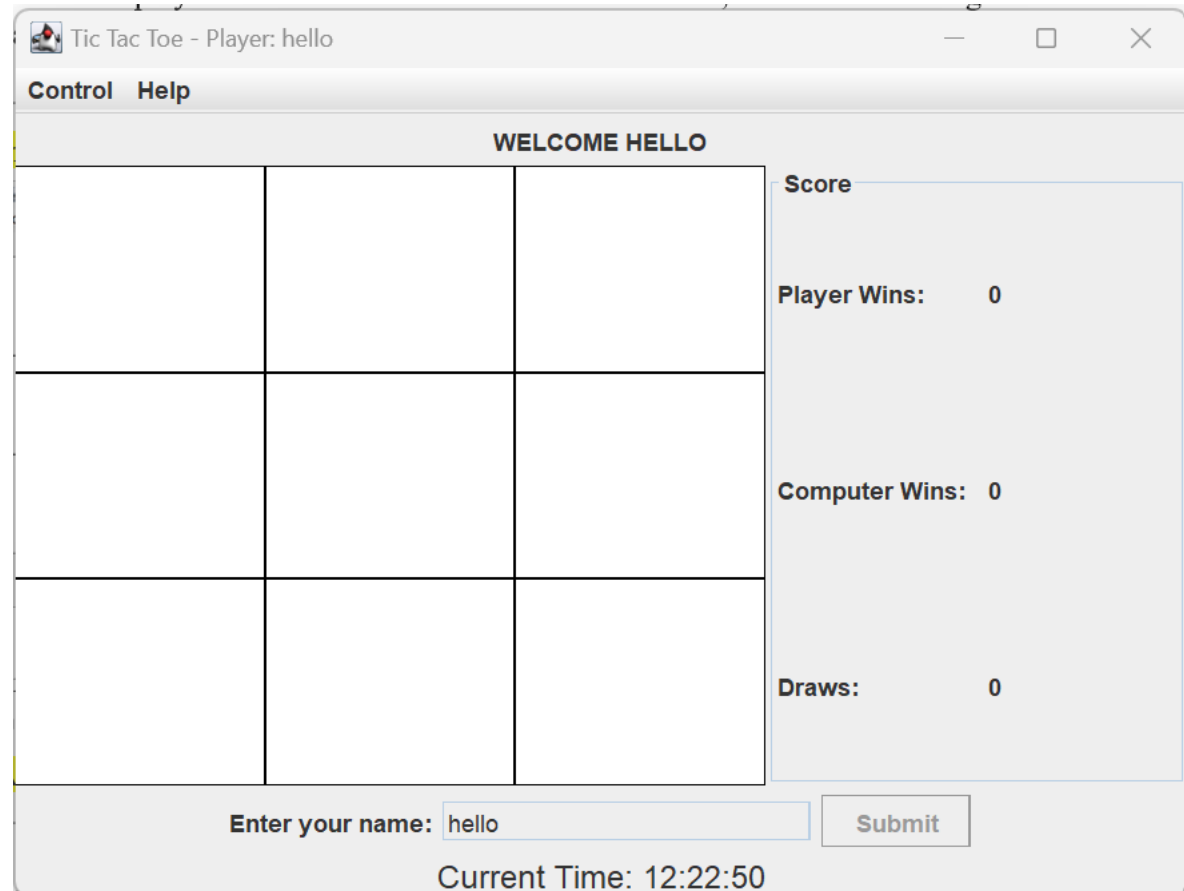 Tic Tac Toe - Player: hello
Control Help
WELCOME HELLO
Score
Player Wins: 0
Computer Wins: 0
Draws: 0
Enter your name: hello Submit
Current Time: 12:22:50